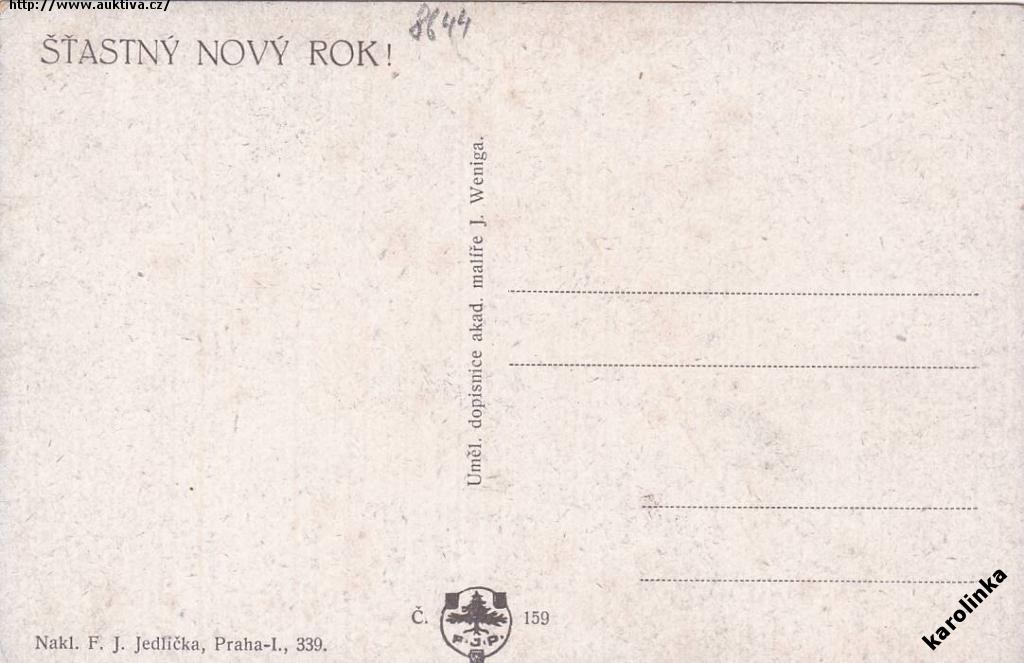 http://www.auktiva.cz/
8644
ŠŤASTNÝ NOVÝ ROK!
Uměl. dopisnice akad. malíře J. Weniga.
Č. 159
F.J.P.
Nakl. F. J. Jedlička, Praha-I., 339.
karolinka